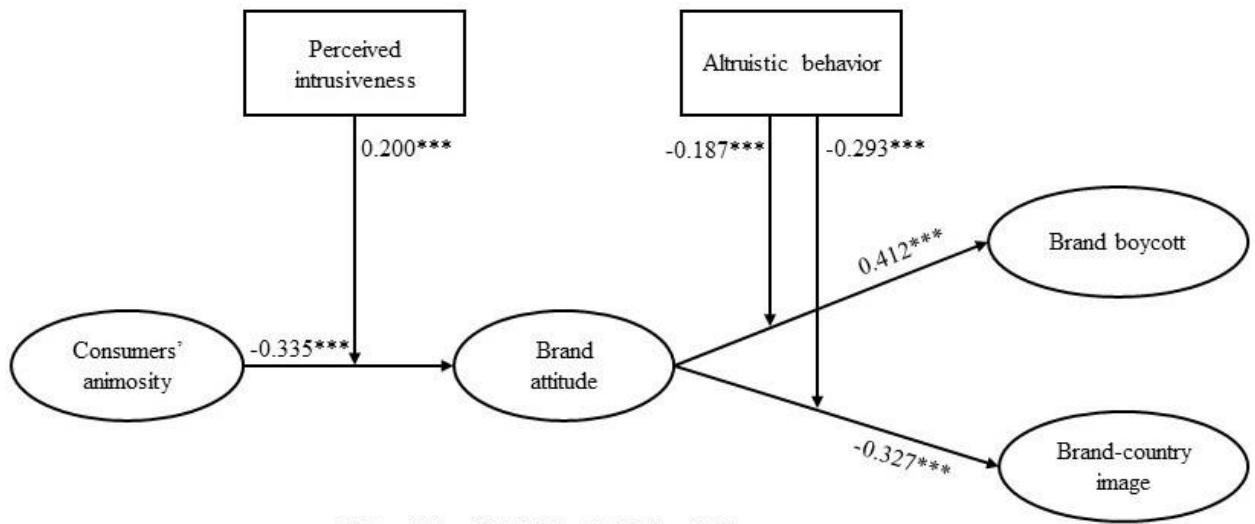 Perceived
intrusiveness
Altruistic behavior
0.200***
-0.187***
-0.293***
Brand boycott
0.412***
Consumers’
animosity
-0.335***
Brand
attitude
-0.327***
Brand-country
image